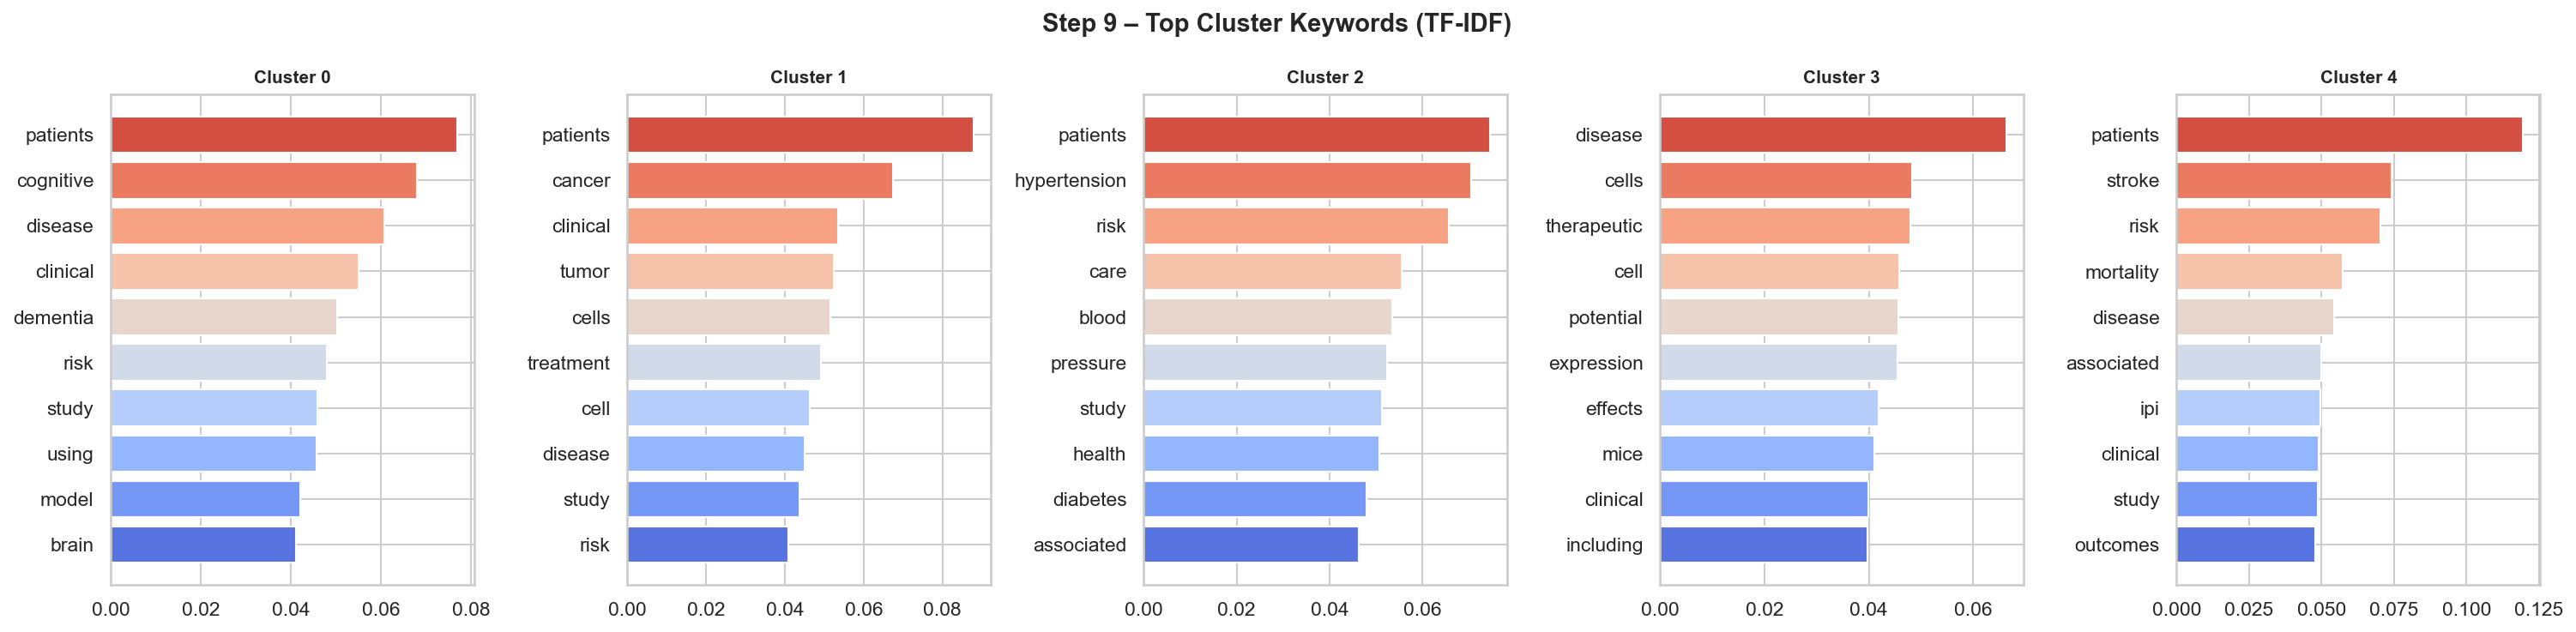 Step 9 – Top Cluster Keywords (TF-IDF)
Cluster 0
patients
cognitive
disease
clinical
dementia
risk
study
using
model
brain
0.00 0.02 0.04 0.06 0.08
Cluster 1
patients
cancer
clinical
tumor
cells
treatment
cell
disease
study
risk
0.00 0.02 0.04 0.06 0.08
Cluster 2
patients
hypertension
risk
care
blood
pressure
study
health
diabetes
associated
0.00 0.02 0.04 0.06
Cluster 3
disease
cells
therapeutic
cell
potential
expression
effects
mice
clinical
including
0.00 0.02 0.04 0.06
Cluster 4
patients
stroke
risk
mortality
disease
associated
ipi
clinical
study
outcomes
0.000 0.025 0.050 0.075 0.100 0.125